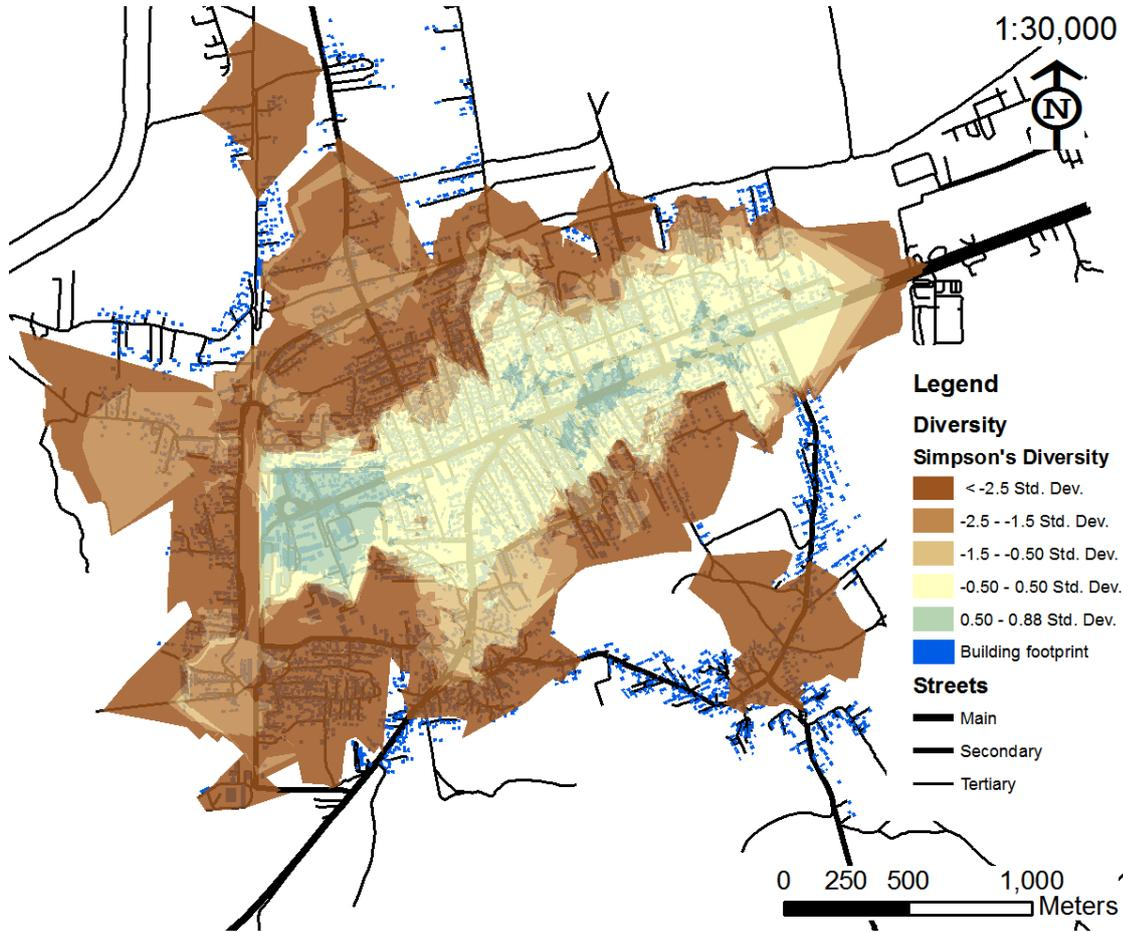 1:30,000
N
Legend
Diversity
Simpson's Diversity
< -2.5 Std. Dev.
-2.5 - -1.5 Std. Dev.
-1.5 - -0.50 Std. Dev.
-0.50 - 0.50 Std. Dev.
0.50 - 0.88 Std. Dev.
Building footprint
Streets
Main
Secondary
Tertiary
0 250 500 1,000
Meters